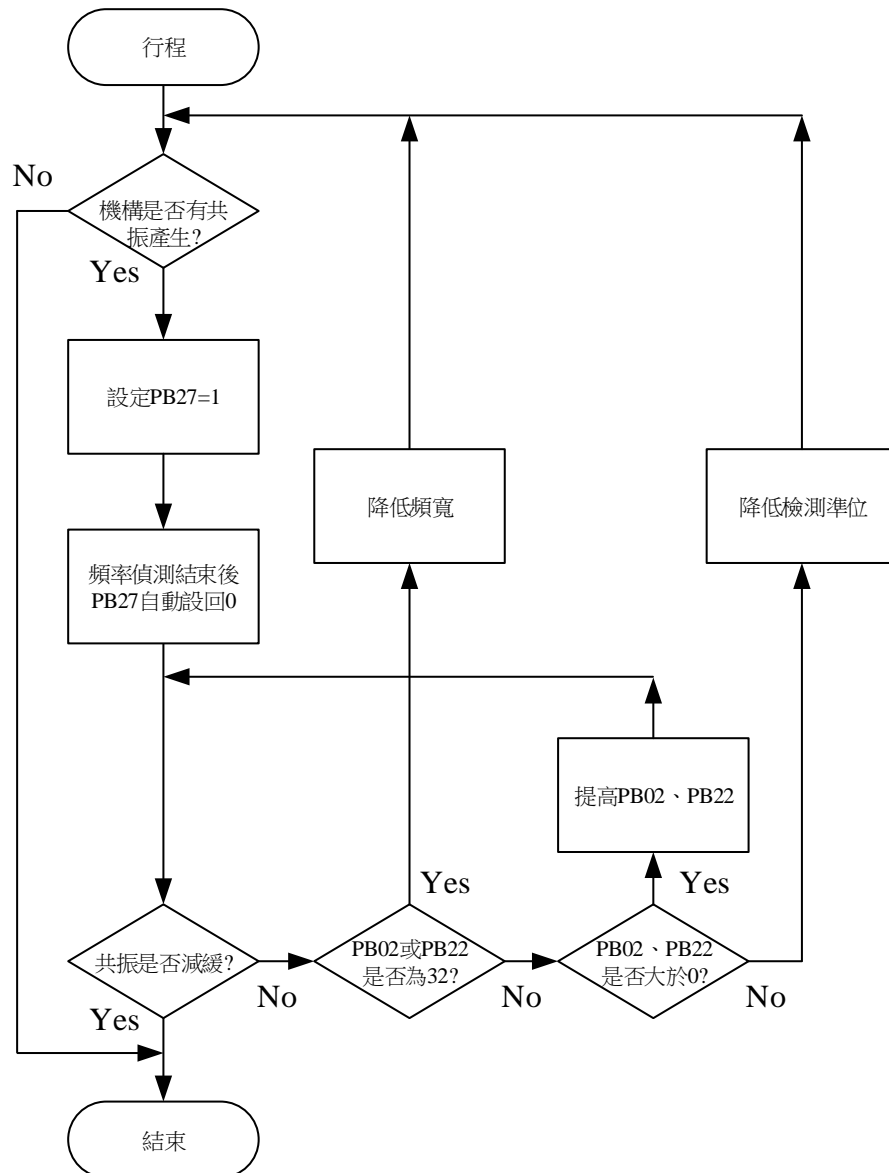 行程
No
機構是否有共
振產生?
Yes
設定PB27=1
降低頻寬
降低檢測準位
頻率偵測結束後
PB27自動設回0
提高PB02、PB22
Yes
Yes
共振是否減緩?
PB02或PB22
是否為32?
PB02、PB22
是否大於0?
No
No
No
Yes
結束